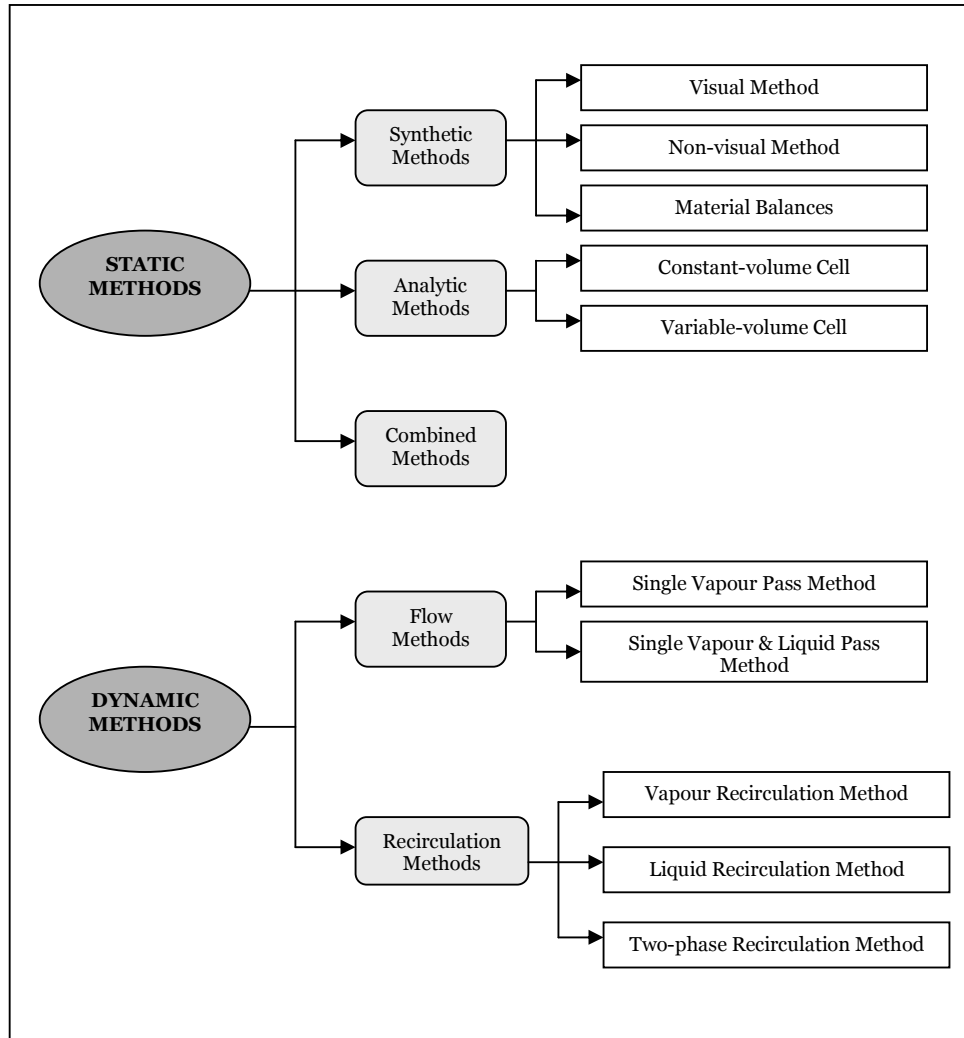 STATIC
METHODS
Synthetic
Methods
Visual Method
Non-visual Method
Material Balances
Analytic
Methods
Constant-volume Cell
Variable-volume Cell
Combined
Methods
DYNAMIC
METHODS
Flow
Methods
Single Vapour Pass Method
Single Vapour & Liquid Pass
Method
Recirculation
Methods
Vapour Recirculation Method
Liquid Recirculation Method
Two-phase Recirculation Method